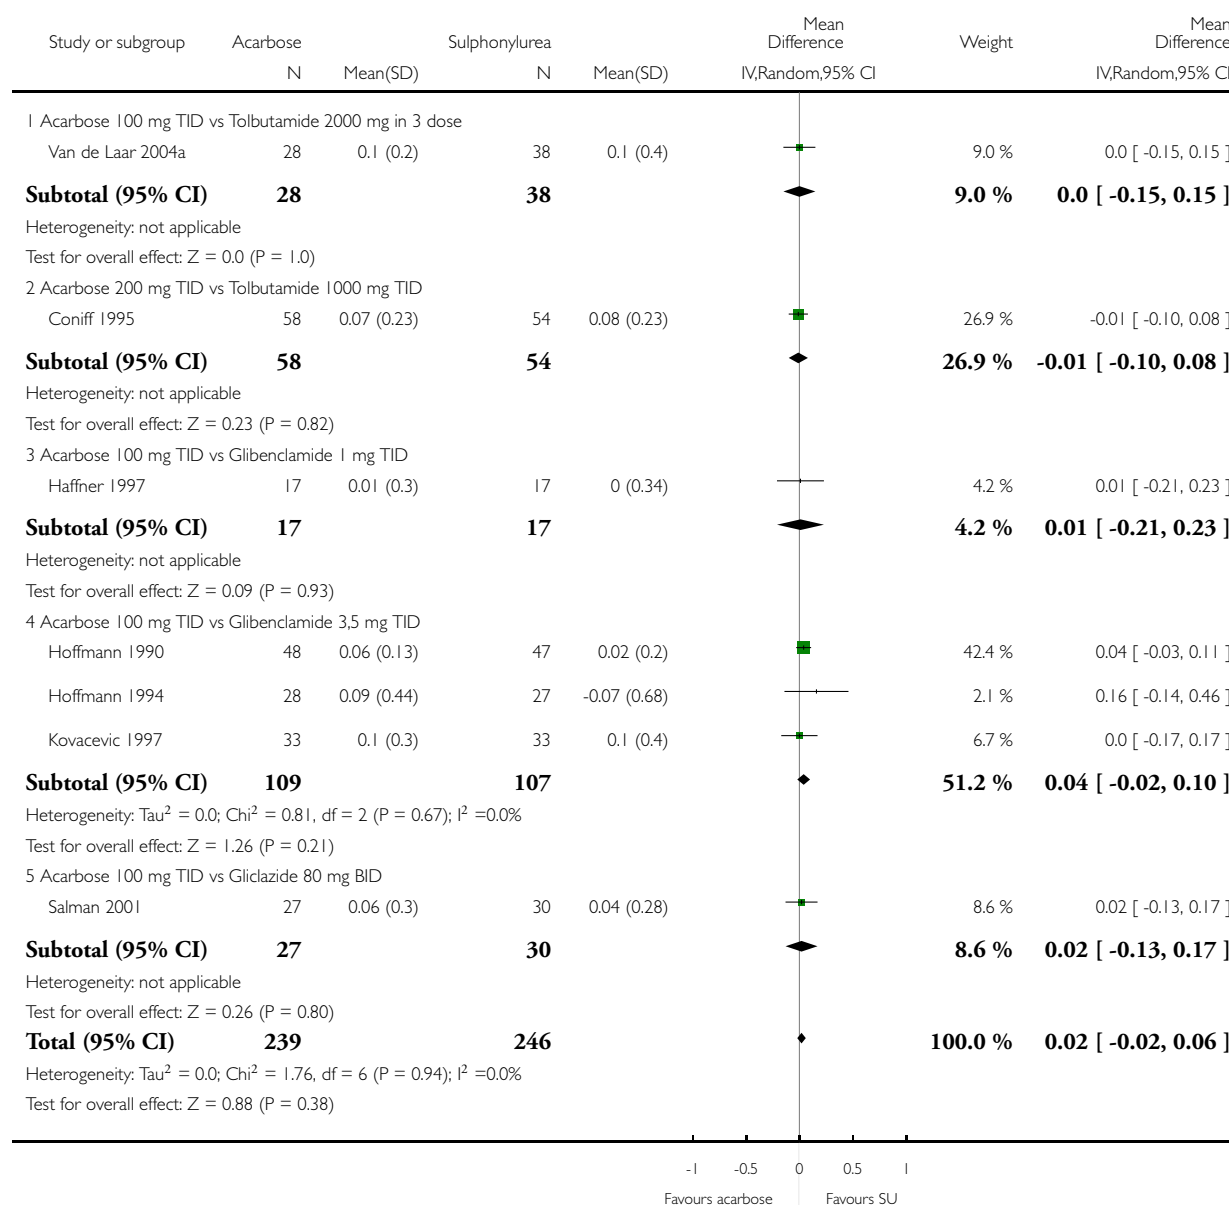 Study or subgroup Acarbose Sulphonylurea Mean Difference Weight Mean Difference
N Mean(SD) N Mean(SD) IV,Random,95% CI IV,Random,95% CI
1 Acarbose 100 mg TID vs Tolbutamide 2000 mg in 3 dose
Van de Laar 2004a 28 0.1 (0.2) 38 0.1 (0.4) 9.0 % 0.0 [ -0.15, 0.15 ]
Subtotal (95% CI) 28 38 9.0 % 0.0 [ -0.15, 0.15 ]
Heterogeneity: not applicable
Test for overall effect: Z = 0.0 (P = 1.0)
2 Acarbose 200 mg TID vs Tolbutamide 1000 mg TID
Coniff 1995 58 0.07 (0.23) 54 0.08 (0.23) 26.9 % -0.01 [ -0.10, 0.08 ]
Subtotal (95% CI) 58 54 26.9 % -0.01 [ -0.10, 0.08 ]
Heterogeneity: not applicable
Test for overall effect: Z = 0.23 (P = 0.82)
3 Acarbose 100 mg TID vs Glibenclamide 1 mg TID
Haffner 1997 17 0.01 (0.3) 17 0 (0.34) 4.2 % 0.01 [ -0.21, 0.23 ]
Subtotal (95% CI) 17 17 4.2 % 0.01 [ -0.21, 0.23 ]
Heterogeneity: not applicable
Test for overall effect: Z = 0.09 (P = 0.93)
4 Acarbose 100 mg TID vs Glibenclamide 3,5 mg TID
Hoffmann 1990 48 0.06 (0.13) 47 0.02 (0.2) 42.4 % 0.04 [ -0.03, 0.11 ]
Hoffmann 1994 28 0.09 (0.44) 27 -0.07 (0.68) 2.1 % 0.16 [ -0.14, 0.46 ]
Kovacevic 1997 33 0.1 (0.3) 33 0.1 (0.4) 6.7 % 0.0 [ -0.17, 0.17 ]
Subtotal (95% CI) 109 107 51.2 % 0.04 [ -0.02, 0.10 ]
Heterogeneity: Tau² = 0.0; Chi² = 0.81, df = 2 (P = 0.67); I² =0.0%
Test for overall effect: Z = 1.26 (P = 0.21)
5 Acarbose 100 mg TID vs Gliclazide 80 mg BID
Salman 2001 27 0.06 (0.3) 30 0.04 (0.28) 8.6 % 0.02 [ -0.13, 0.17 ]
Subtotal (95% CI) 27 30 8.6 % 0.02 [ -0.13, 0.17 ]
Heterogeneity: not applicable
Test for overall effect: Z = 0.26 (P = 0.80)
Total (95% CI) 239 246 100.0 % 0.02 [ -0.02, 0.06 ]
Heterogeneity: Tau² = 0.0; Chi² = 1.76, df = 6 (P = 0.94); I² =0.0%
Test for overall effect: Z = 0.88 (P = 0.38)
-1 -0.5 0 0.5 1
Favours acarbose Favours SU